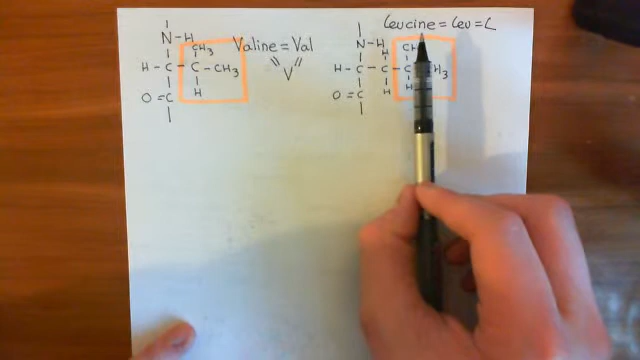 Valine = Val
V
N-H
CH₃
H-C-C-CH₃
H
O=C
Leucine = Leu = L
N-H
H
H-C-C-C
H
O=C